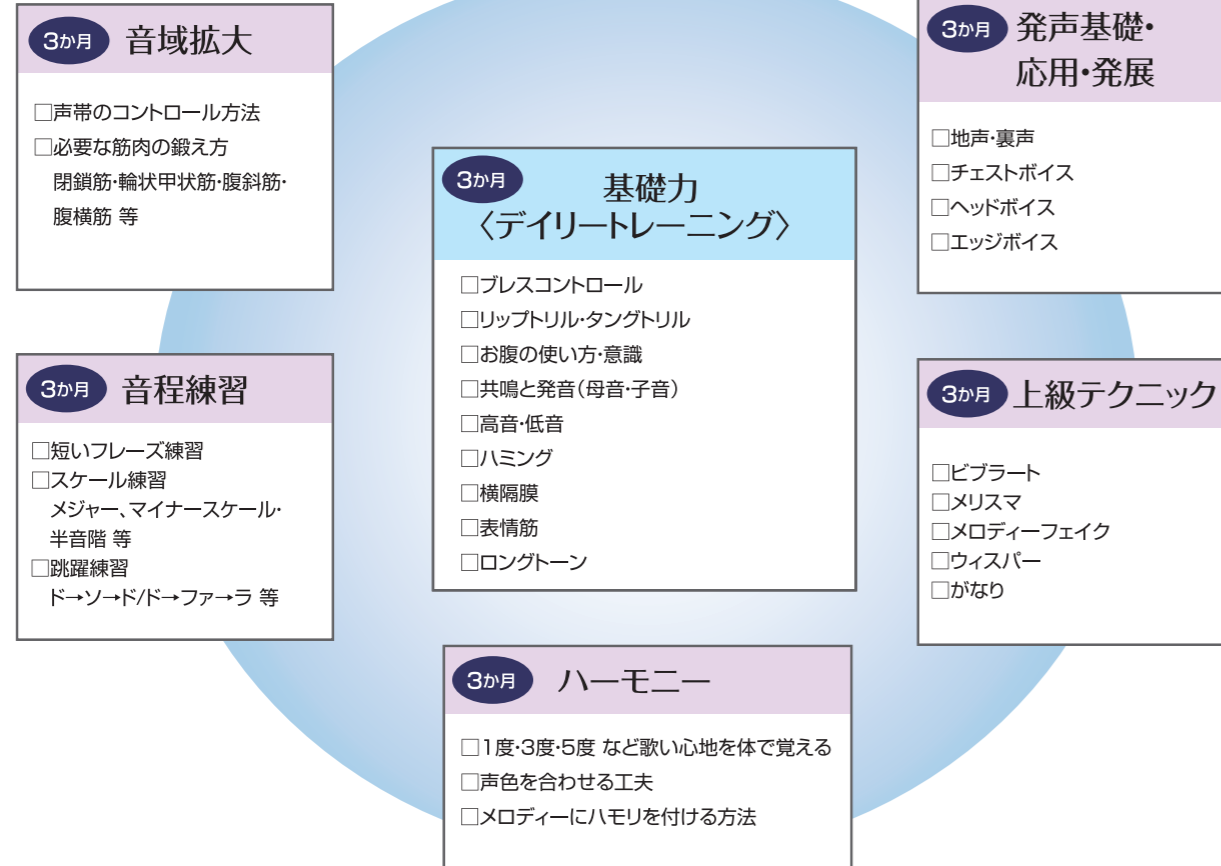 3か月 音域拡大
□声帯のコントロール方法
□必要な筋肉の鍛え方
閉鎖筋・輪状甲状筋・腹斜筋・
腹横筋 等
3か月 発声基礎・
応用・発展
□地声・裏声
□チェストボイス
□ヘッドボイス
□エッジボイス
3か月 基礎力
〈デイリートレーニング〉
□ブレスコントロール
□リップトリル・タングトリル
□お腹の使い方・意識
□共鳴と発音(母音・子音)
□高音・低音
□ハミング
□横隔膜
□表情筋
□ロングトーン
3か月 音程練習
□短いフレーズ練習
□スケール練習
メジャー、マイナースケール・
半音階 等
□跳躍練習
ド→ソ→ド/ド→ファ→ラ 等
3か月 上級テクニック
□ビブラート
□メリスマ
□メロディーフェイク
□ウィスパー
□がなり
3か月 ハーモニー
□1度・3度・5度 など歌い心地を体で覚える
□声色を合わせる工夫
□メロディーにハモリを付ける方法